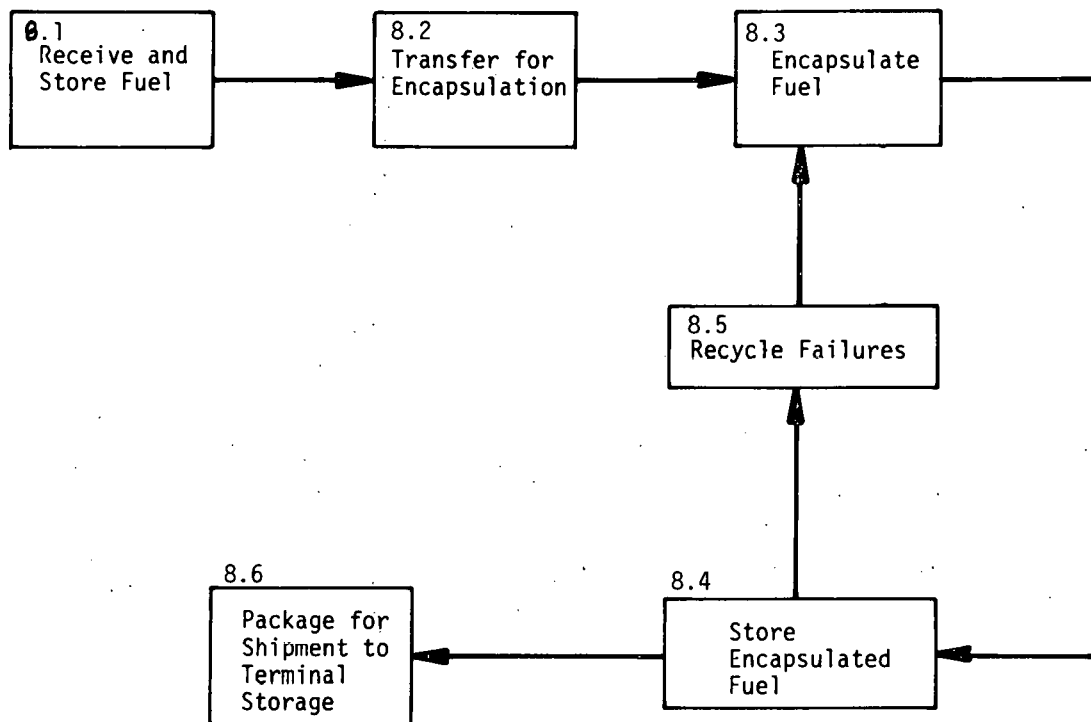 8.1
Receive and
Store Fuel
8.2
Transfer for
Encapsulation
8.3
Encapsulate
Fuel
8.5
Recycle Failures
8.6
Package for
Shipment to
Terminal
Storage
8.4
Store
Encapsulated
Fuel